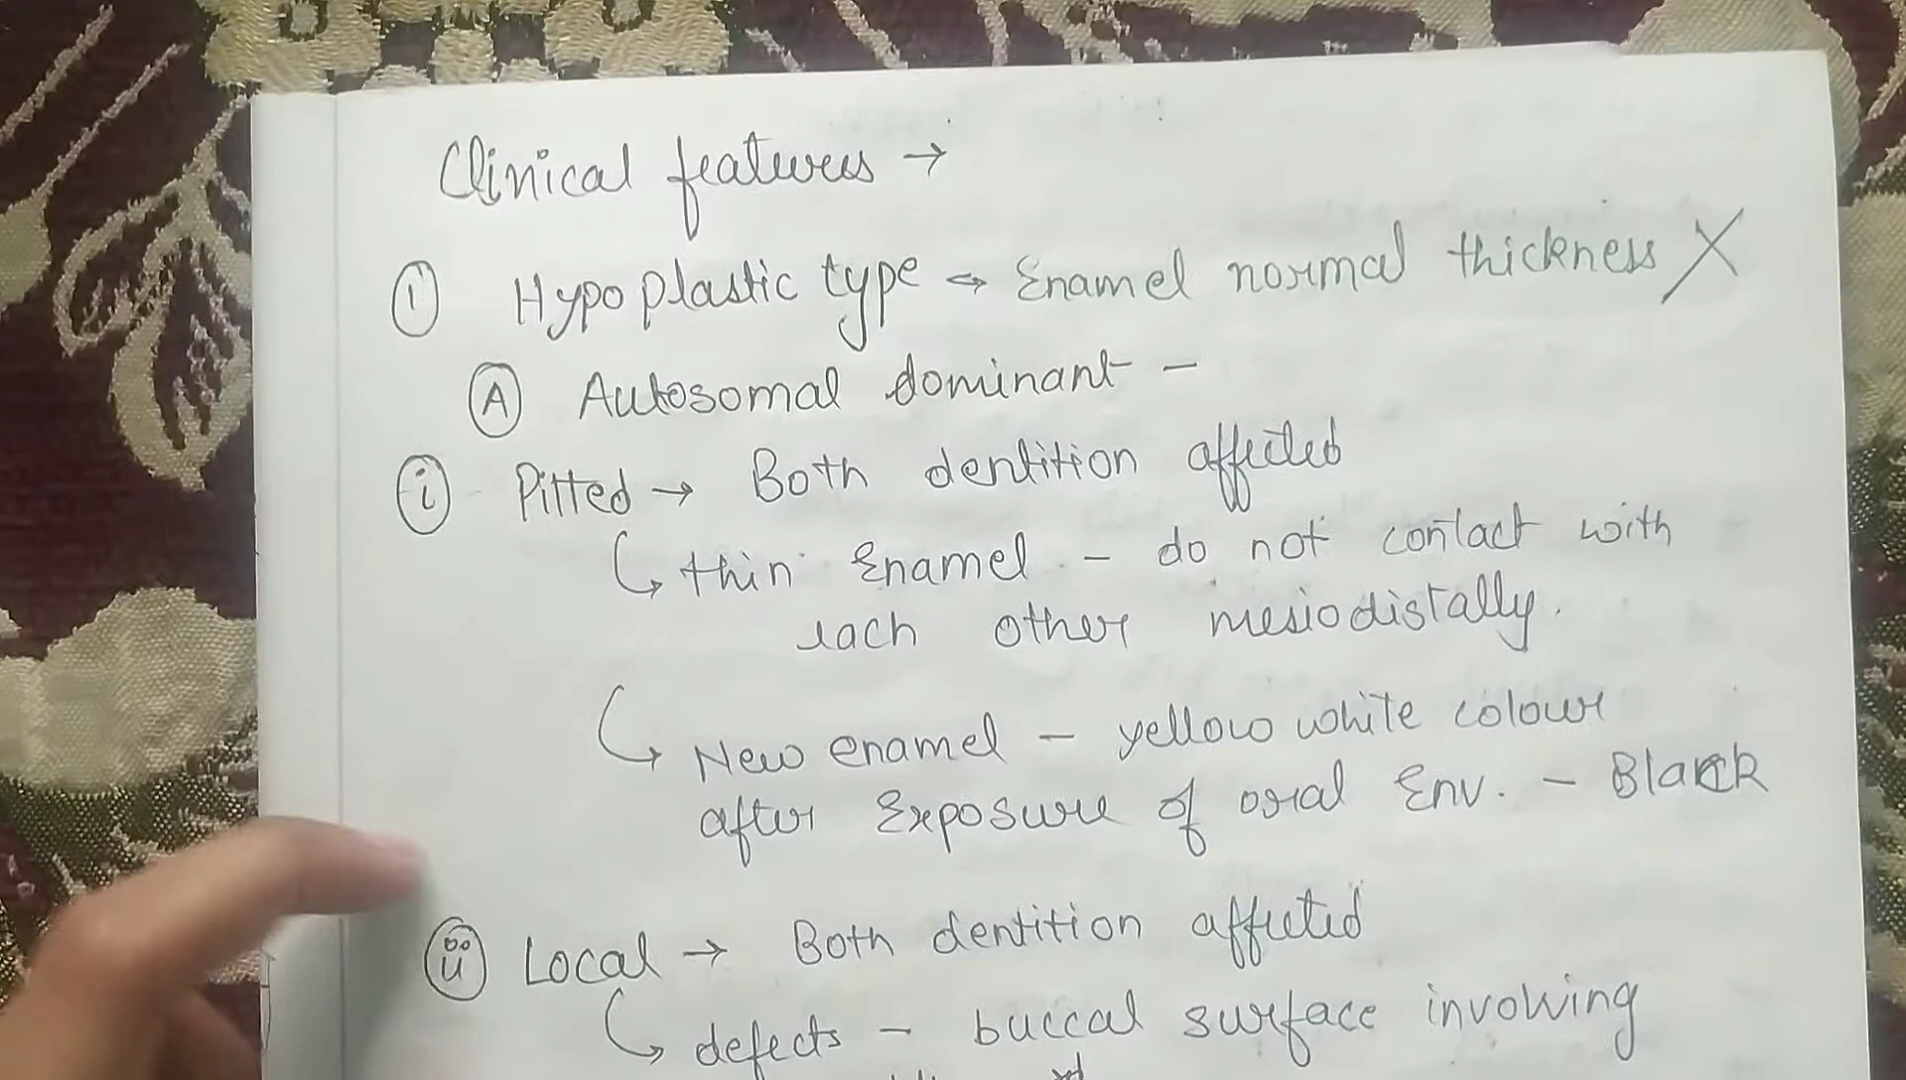 Clinical features →
① Hypoplastic type → Enamel normal thickness X
Ⓐ Autosomal dominant -
ⓘ Pitted → Both dentition affected
↳ thin Enamel - do not contact with
each other mesiodistally.
↳ New enamel - yellow white colour
after Exposure of oral Env. - Black
ⓘⓘ Local → Both dentition affected
↳ defects - buccal surface involving